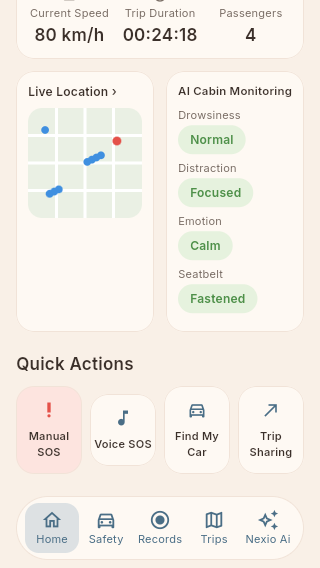 Current Speed
Trip Duration
Passengers
80 km/h
00:24:18
4
Live Location ›
AI Cabin Monitoring
Drowsiness
Normal
Distraction
Focused
Emotion
Calm
Seatbelt
Fastened
Quick Actions
Manual
SOS
Voice SOS
Find My
Car
Trip
Sharing
Home
Safety
Records
Trips
Nexio Ai